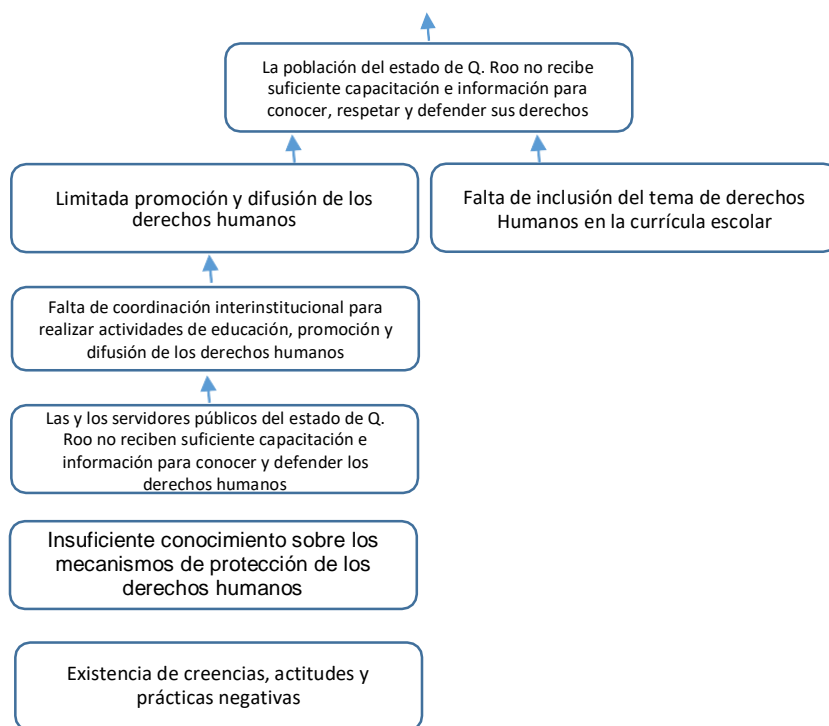 La población del estado de Q. Roo no recibe
suficiente capacitación e información para
conocer, respetar y defender sus derechos
Limitada promoción y difusión de los
derechos humanos
Falta de inclusión del tema de derechos
Humanos en la currícula escolar
Falta de coordinación interinstitucional para
realizar actividades de educación, promoción y
difusión de los derechos humanos
Las y los servidores públicos del estado de Q.
Roo no reciben suficiente capacitación e
información para conocer y defender los
derechos humanos
Insuficiente conocimiento sobre los
mecanismos de protección de los
derechos humanos
Existencia de creencias, actitudes y
prácticas negativas